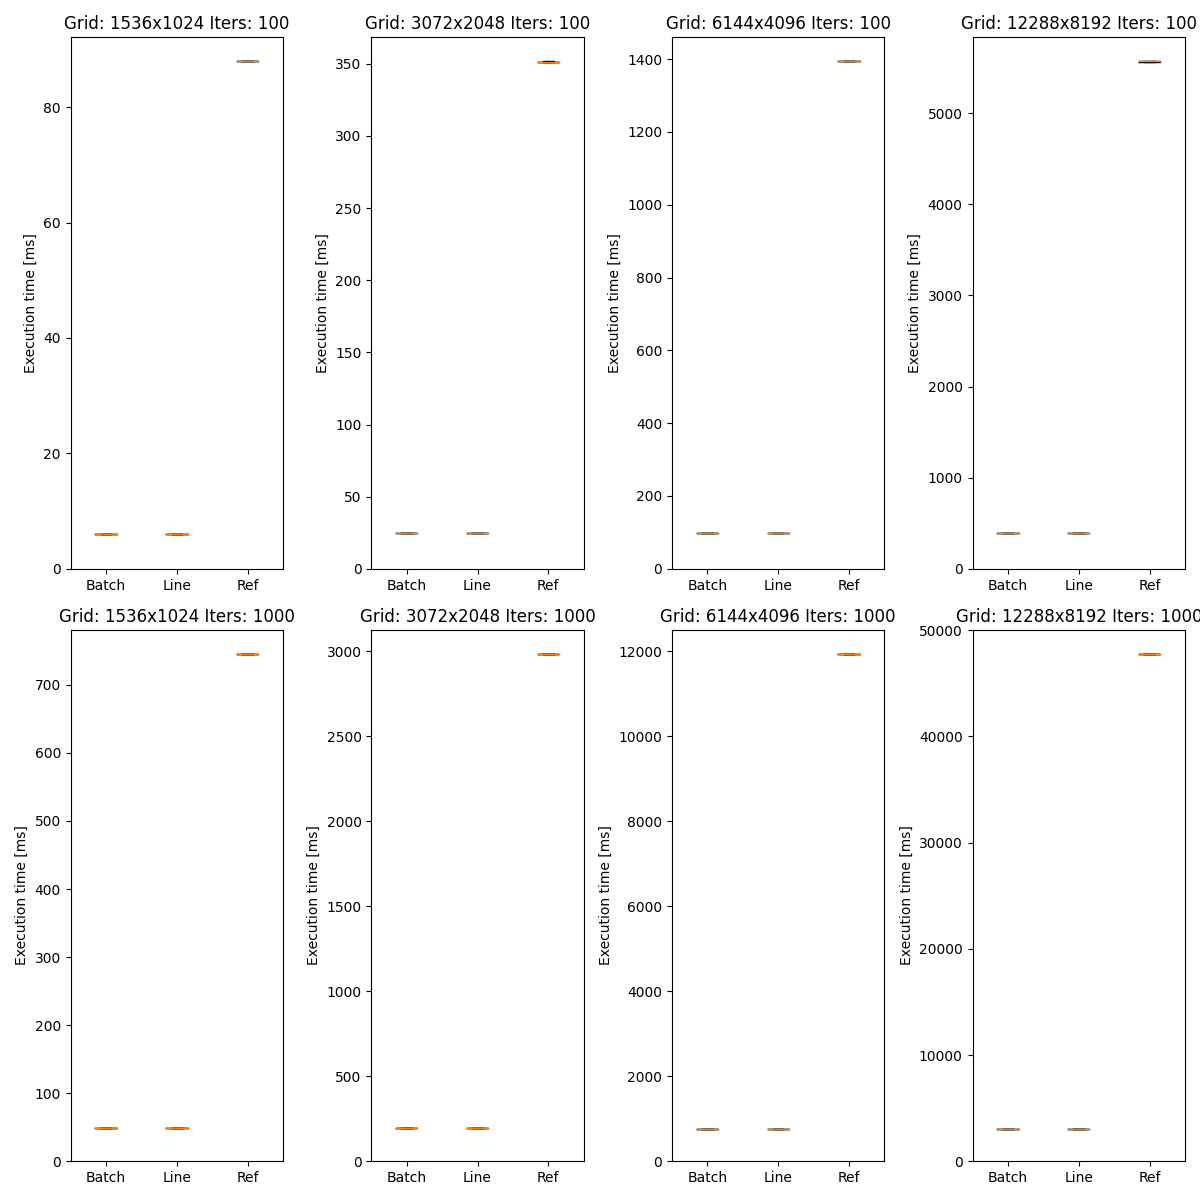 Grid: 1536x1024 Iters: 100
Execution time [ms]
80
60
40
20
0
Batch Line Ref
Grid: 3072x2048 Iters: 100
Execution time [ms]
350
300
250
200
150
100
50
0
Batch Line Ref
Grid: 6144x4096 Iters: 100
Execution time [ms]
1400
1200
1000
800
600
400
200
0
Batch Line Ref
Grid: 12288x8192 Iters: 100
Execution time [ms]
5000
4000
3000
2000
1000
0
Batch Line Ref
Grid: 1536x1024 Iters: 1000
Execution time [ms]
700
600
500
400
300
200
100
0
Batch Line Ref
Grid: 3072x2048 Iters: 1000
Execution time [ms]
3000
2500
2000
1500
1000
500
0
Batch Line Ref
Grid: 6144x4096 Iters: 1000
Execution time [ms]
12000
10000
8000
6000
4000
2000
0
Batch Line Ref
Grid: 12288x8192 Iters: 1000
Execution time [ms]
50000
40000
30000
20000
10000
0
Batch Line Ref